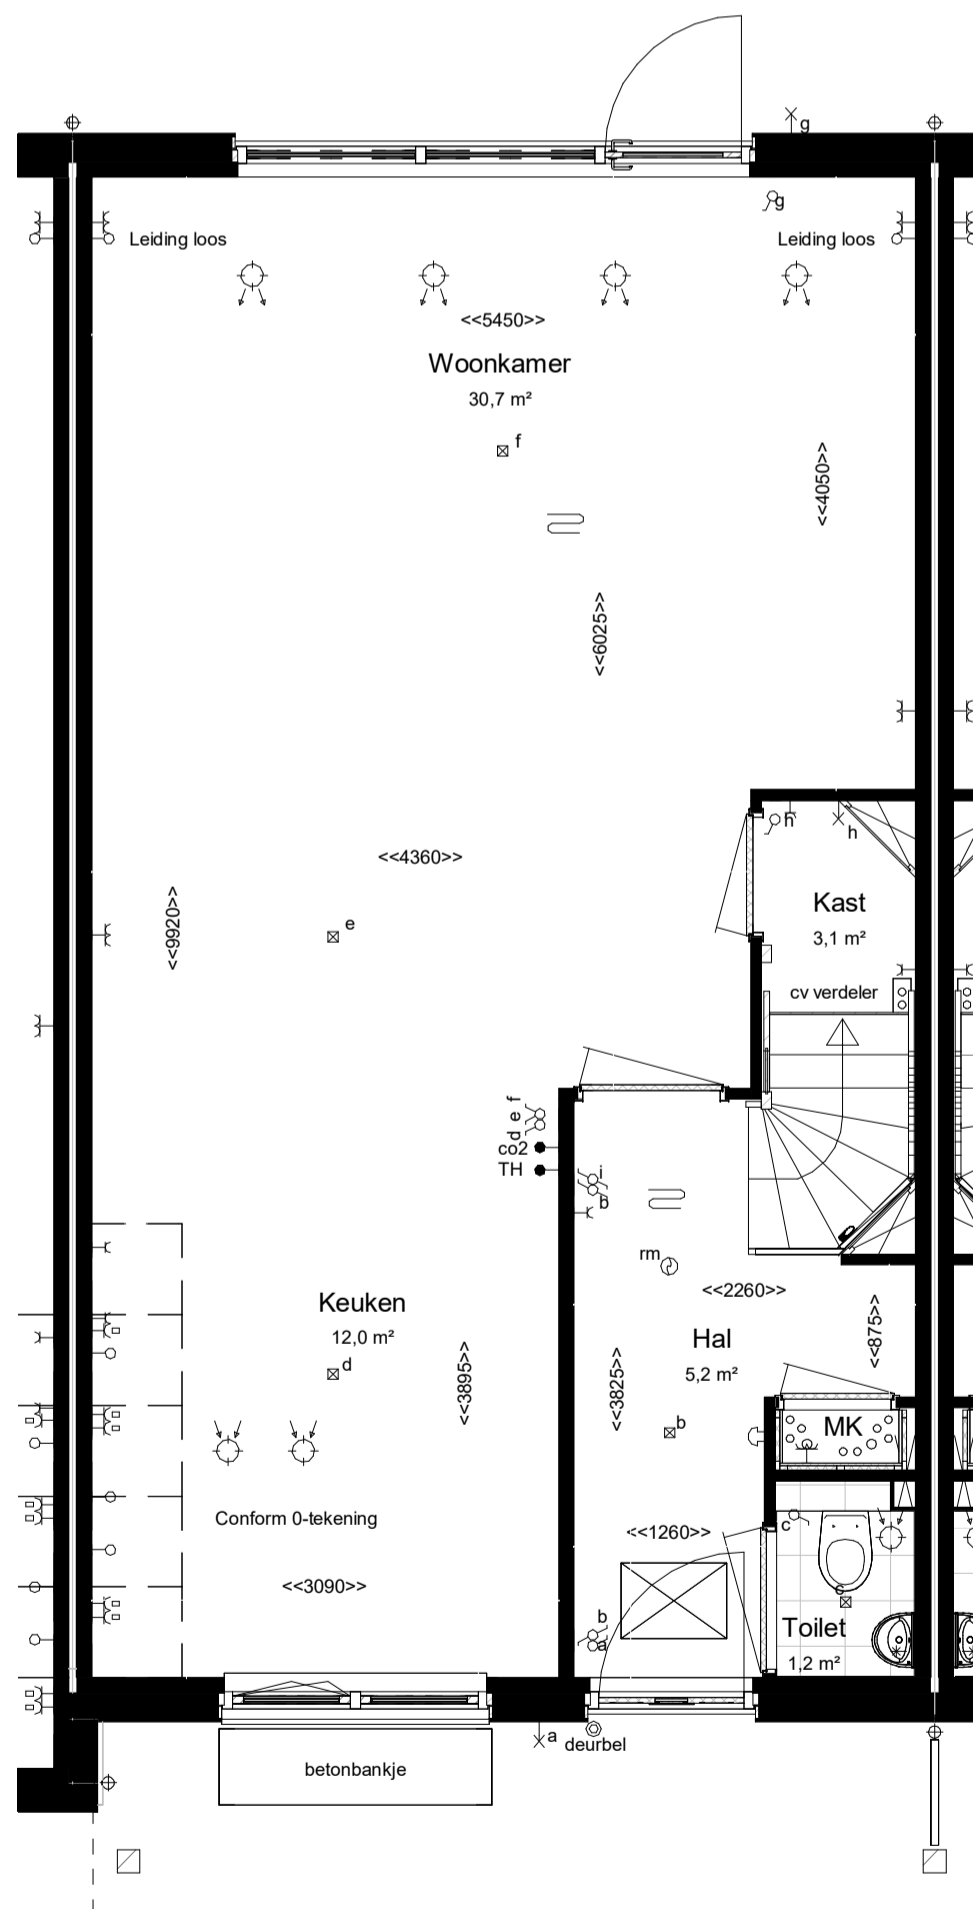 g
g
Leiding loos
Leiding loos
<<5450>>
Woonkamer
30,7 m²
f
<<4050>>
<<6025>>
h
h
<<4360>>
<<9920>>
Kast
3,1 m²
e
cv verdeler
f
e
d
co2
TH
i
b
rm
<<2260>>
Keuken
12,0 m²
<<875>>
Hal
5,2 m²
d
<<3895>>
<<3825>>
b
MK
Conform 0-tekening
c
<<1260>>
<<3090>>
c
b
a
Toilet
1,2 m²
a
deurbel
betonbankje